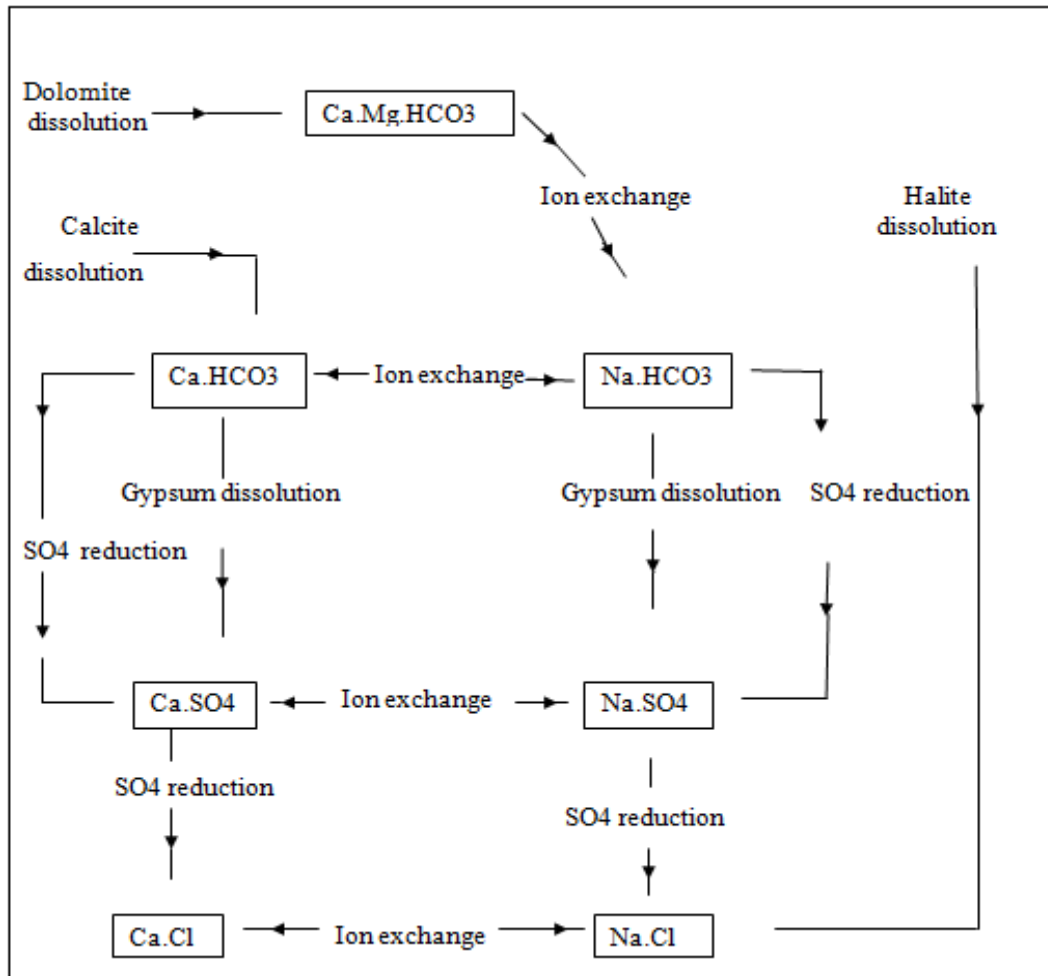 Dolomite
dissolution
Ca.Mg.HCO3
Ion exchange
Halite
dissolution
Calcite
dissolution
Ca.HCO3
Ion exchange
Na.HCO3
Gypsum dissolution
Gypsum dissolution
SO4 reduction
SO4 reduction
Ca.SO4
Ion exchange
Na.SO4
SO4 reduction
SO4 reduction
Ca.Cl
Ion exchange
Na.Cl